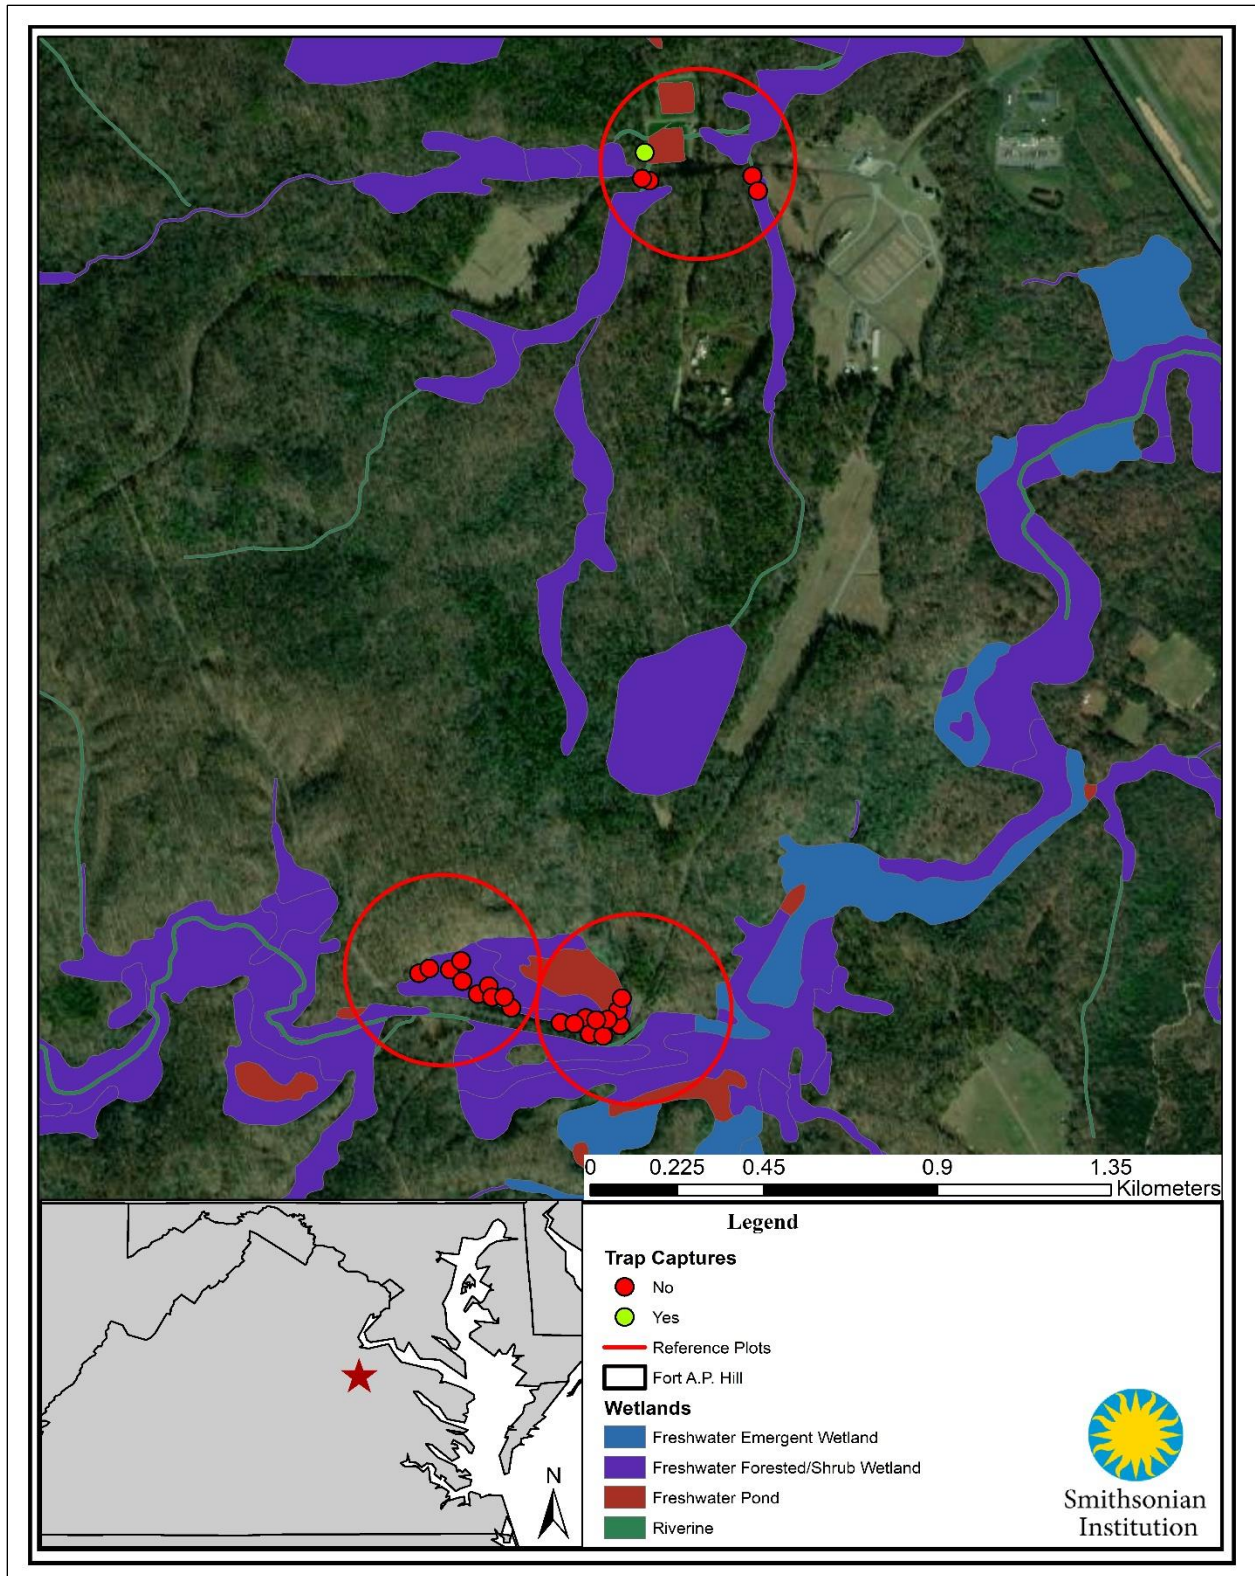 0 0.225 0.45 0.9 1.35
Kilometers
N
Legend
Trap Captures
No
Yes
Reference Plots
Fort A.P. Hill
Wetlands
Freshwater Emergent Wetland
Freshwater Forested/Shrub Wetland
Freshwater Pond
Riverine
Smithsonian
Institution